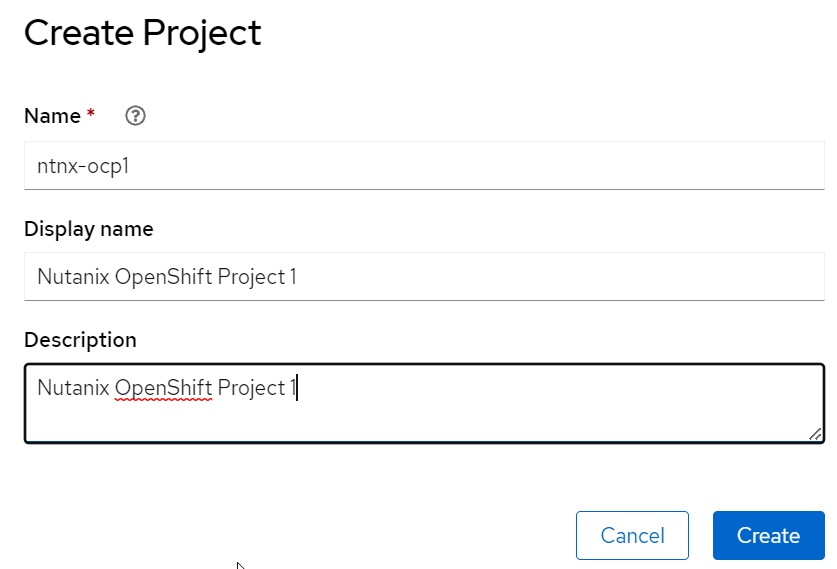 Create Project
Name *
ntnx-ocp1
Display name
Nutanix OpenShift Project 1
Description
Nutanix OpenShift Project 1
Cancel Create